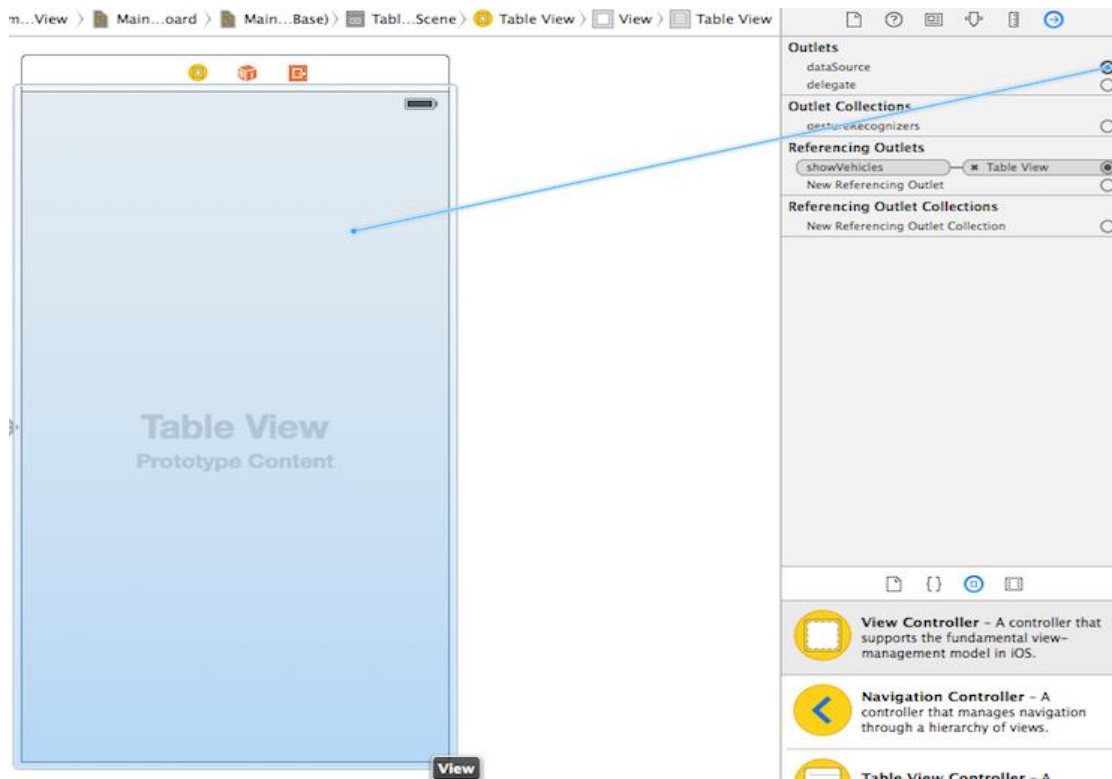 m...View 〉 Main...oard 〉 Main...Base) 〉 Tabl...Scene 〉 Table View 〉 View 〉 Table View
Outlets
dataSource
delegate
Outlet Collections
gestureRecognizers
Referencing Outlets
showVehicles Table View
New Referencing Outlet
Referencing Outlet Collections
New Referencing Outlet Collection
Table View
Prototype Content
View Controller – A controller that
supports the fundamental view–
management model in iOS.
Navigation Controller – A
controller that manages navigation
through a hierarchy of views.
View
Table View Controller – A